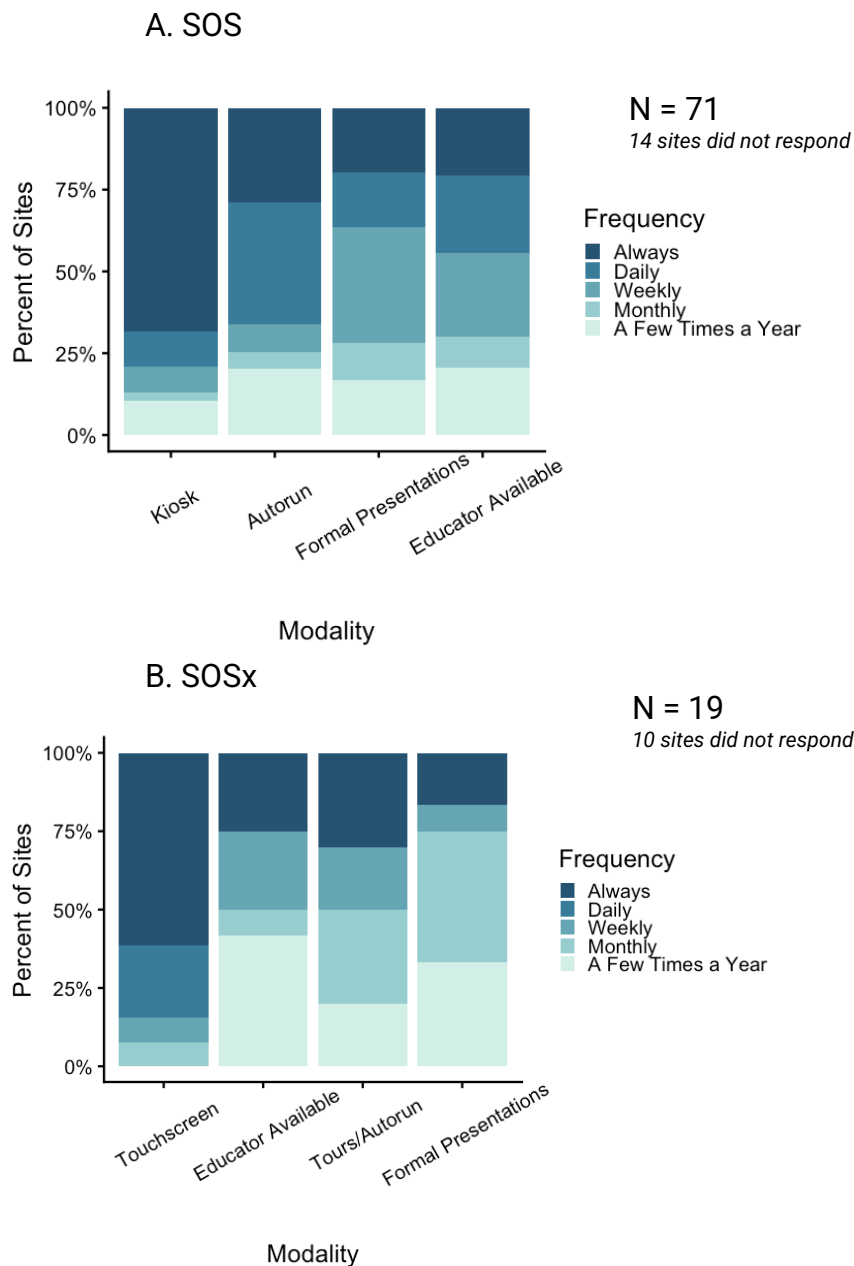 A. SOS
N = 71
14 sites did not respond
100%
75%
50%
25%
0%
Percent of Sites
Frequency
Always
Daily
Weekly
Monthly
A Few Times a Year
Kiosk
Autorun
Formal Presentations
Educator Available
Modality
B. SOSx
N = 19
10 sites did not respond
100%
75%
50%
25%
0%
Percent of Sites
Frequency
Always
Daily
Weekly
Monthly
A Few Times a Year
Touchscreen
Educator Available
Tours/Autorun
Formal Presentations
Modality